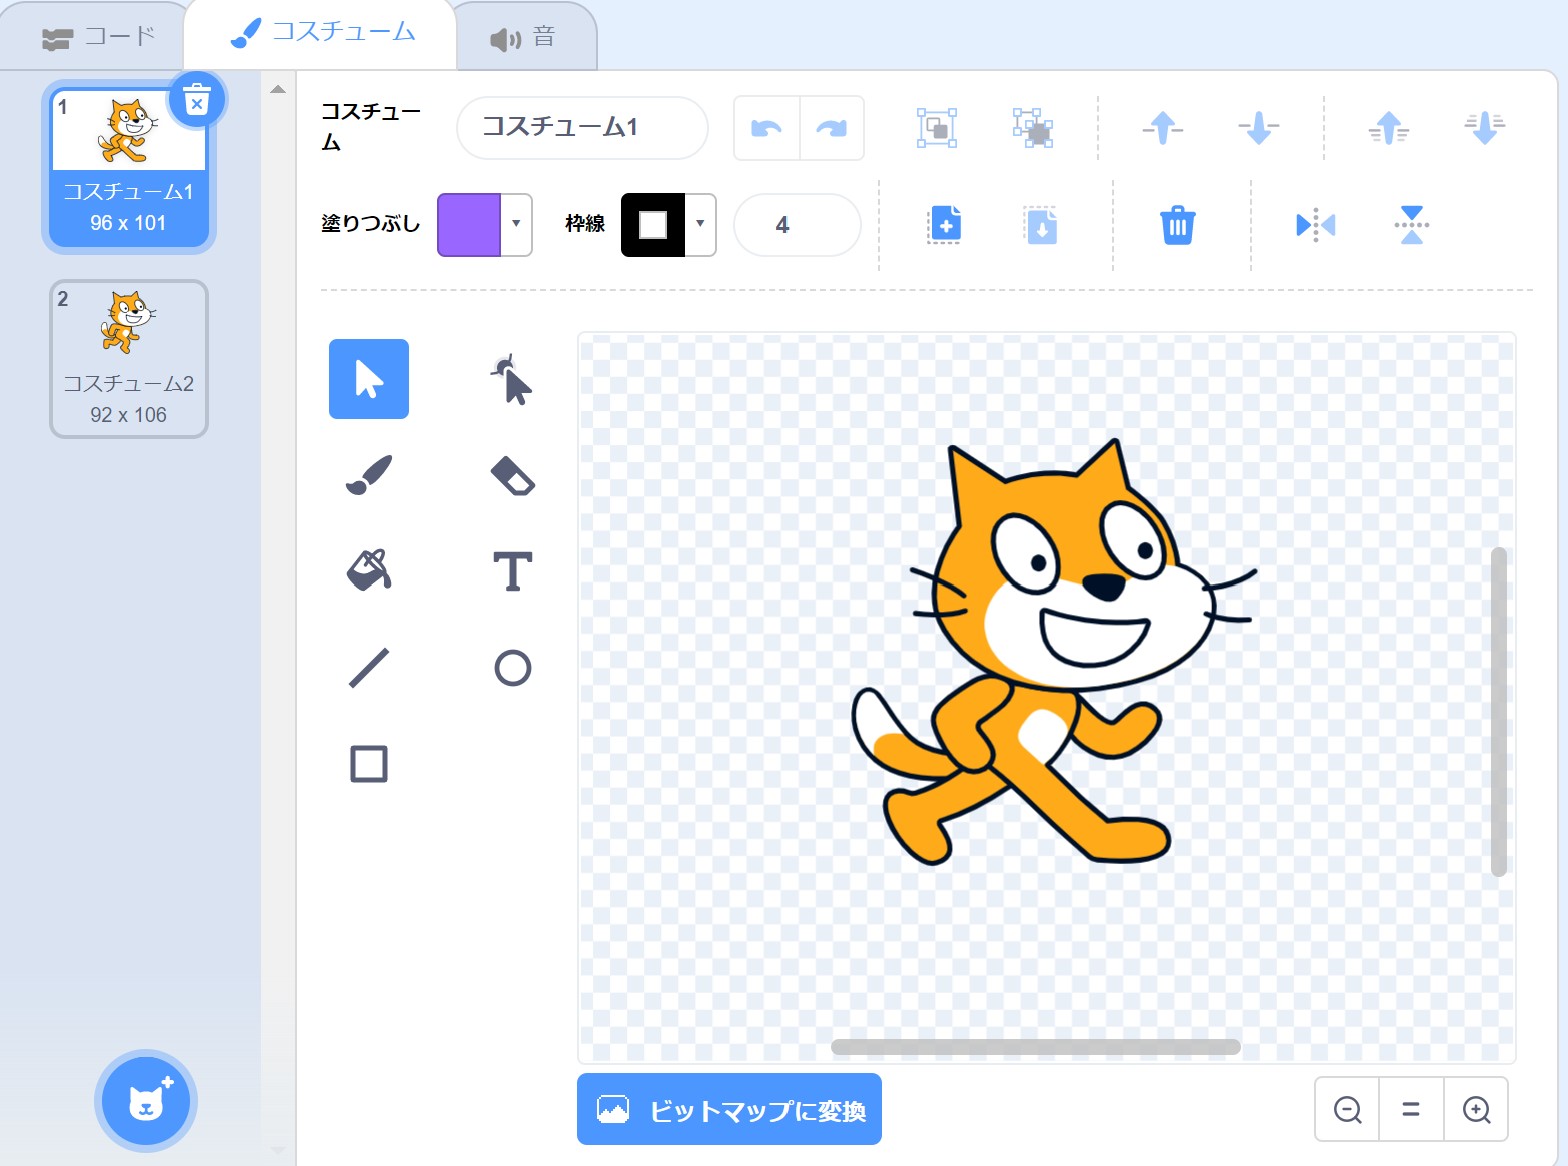 コード
コスチューム
音
1
コスチューム1
96 x 101
2
コスチューム2
92 x 106
コスチュー
ム
コスチューム1
塗りつぶし
枠線
4
T
ビットマップに変換